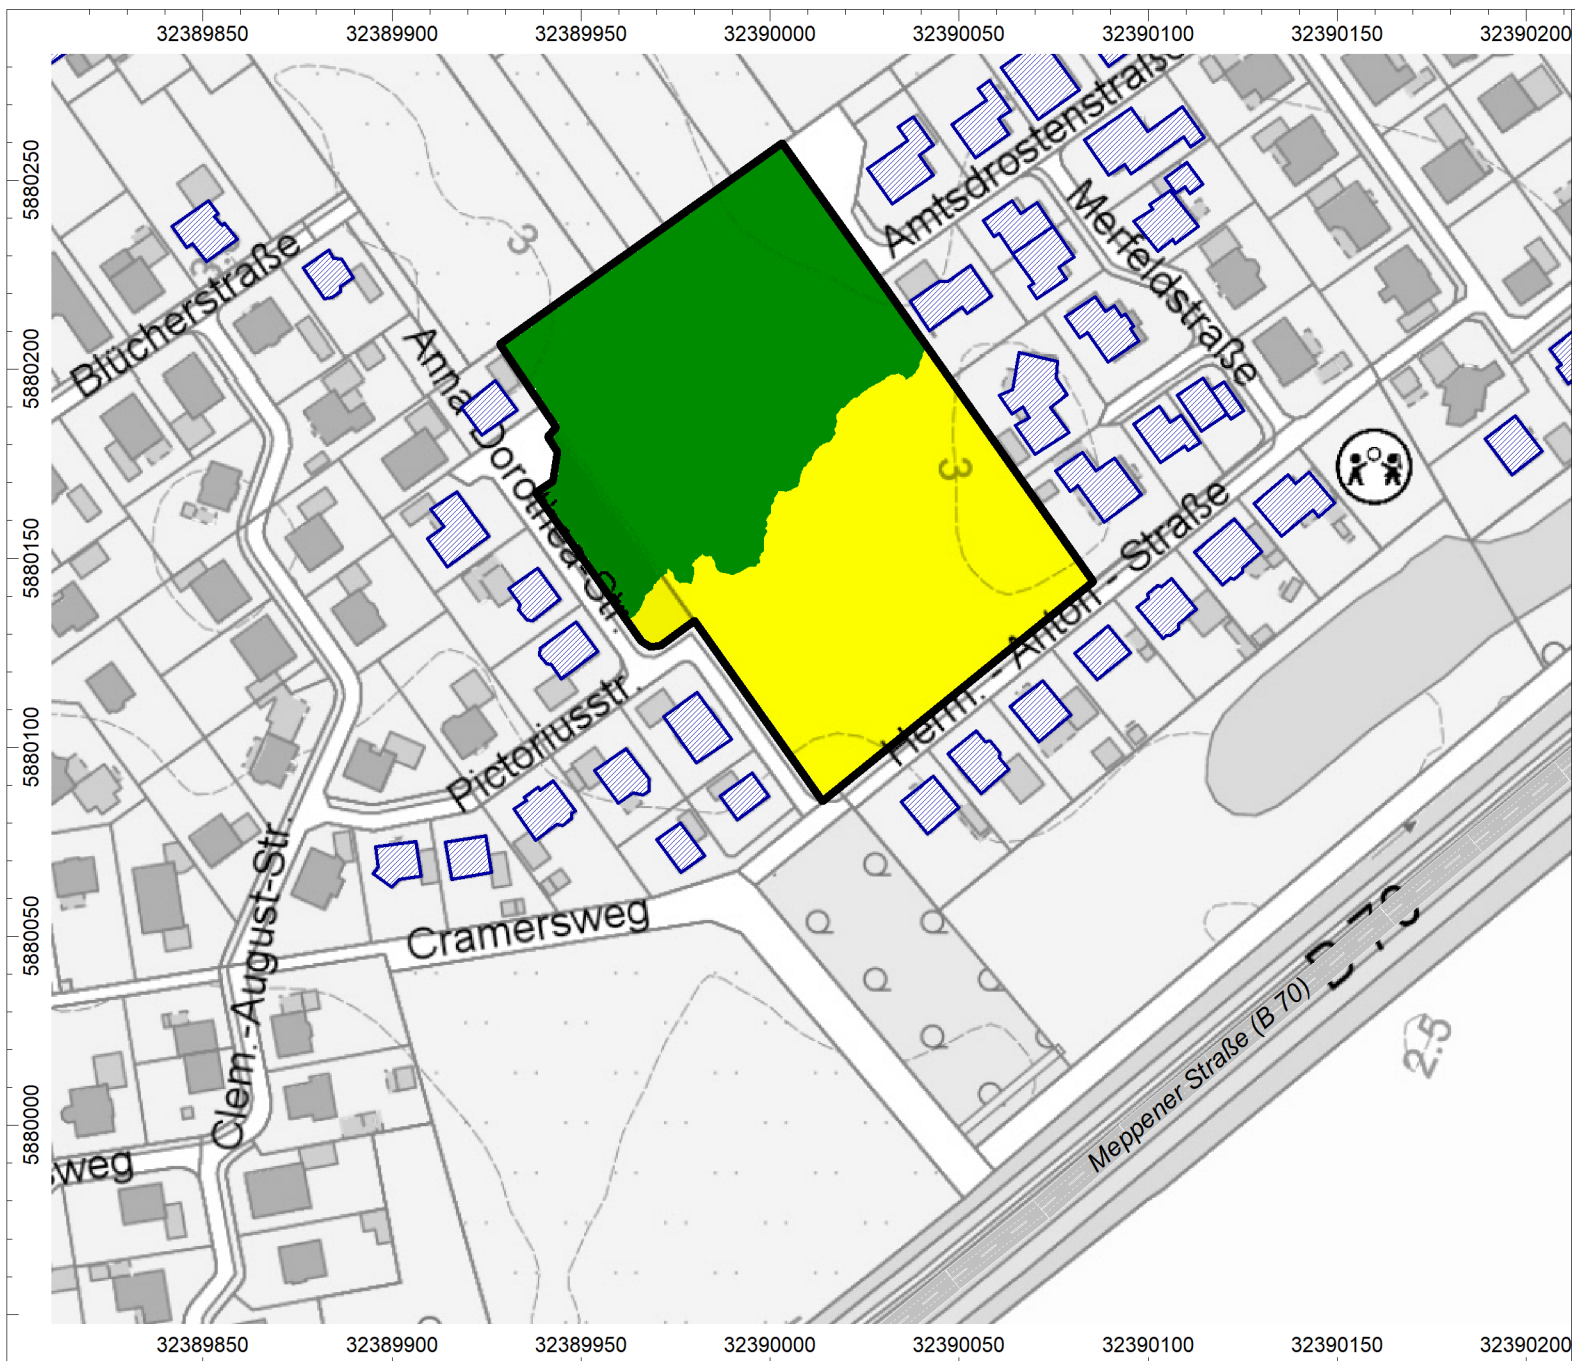 32389850 32389900 32389950 32390000 32390050 32390100 32390150 32390200
5880250
5880200
5880150
5880100
5880050
5880000
Amtsdrostenstraße
Merfeldstraße
3
Blücherstraße
Anna-Dorothea-Str.
3
Herm. - Anton - Straße
Pictoriusstr.
Clem.-August-Str.
Cramersweg
B 70
Meppener Straße (B 70)
2.5
sweg
32389850 32389900 32389950 32390000 32390050 32390100 32390150 32390200